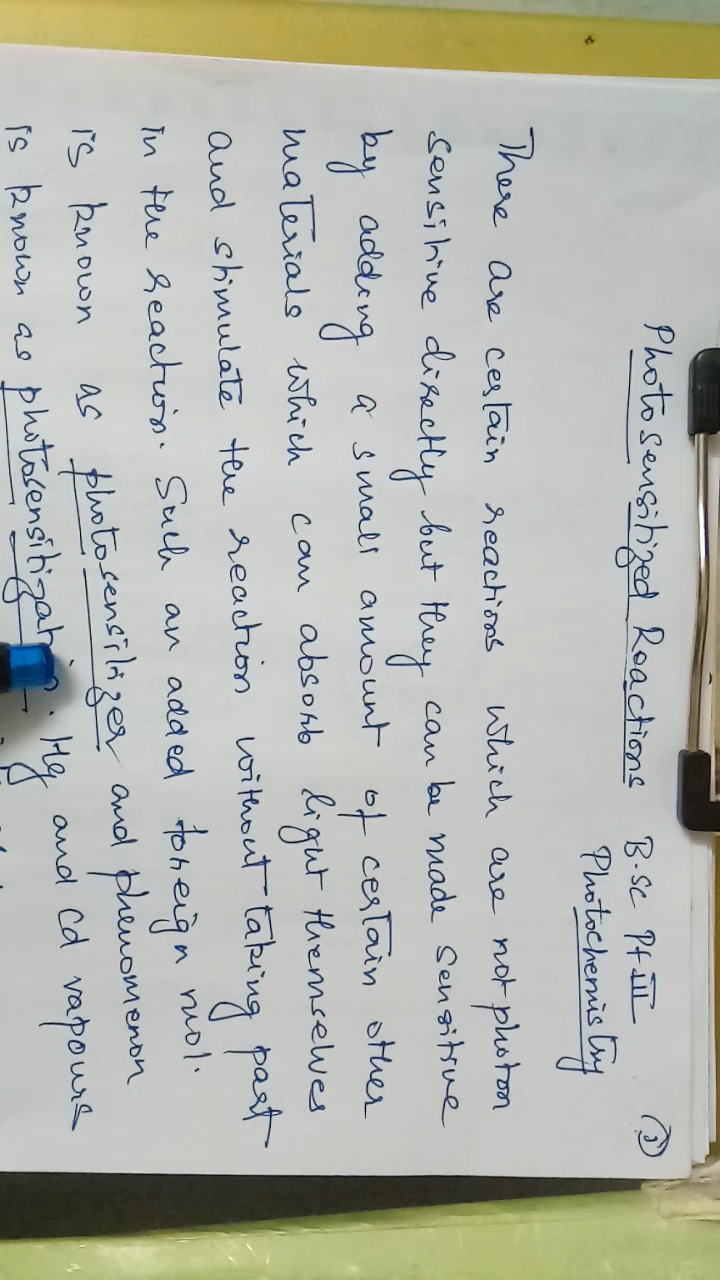 Photosensitized Reactions B.Sc Pt III
Photochemistry
There are certain reactions which are not photon
sensitive directly but they can be made sensitive
by adding a small amount of certain other
materials which can absorb light themselves
and stimulate the reaction without taking part
in the reaction. Such an added foreign mol.
is known as photosensitizer and phenomenon
is known as photosensitization. Hg and Cd vapours